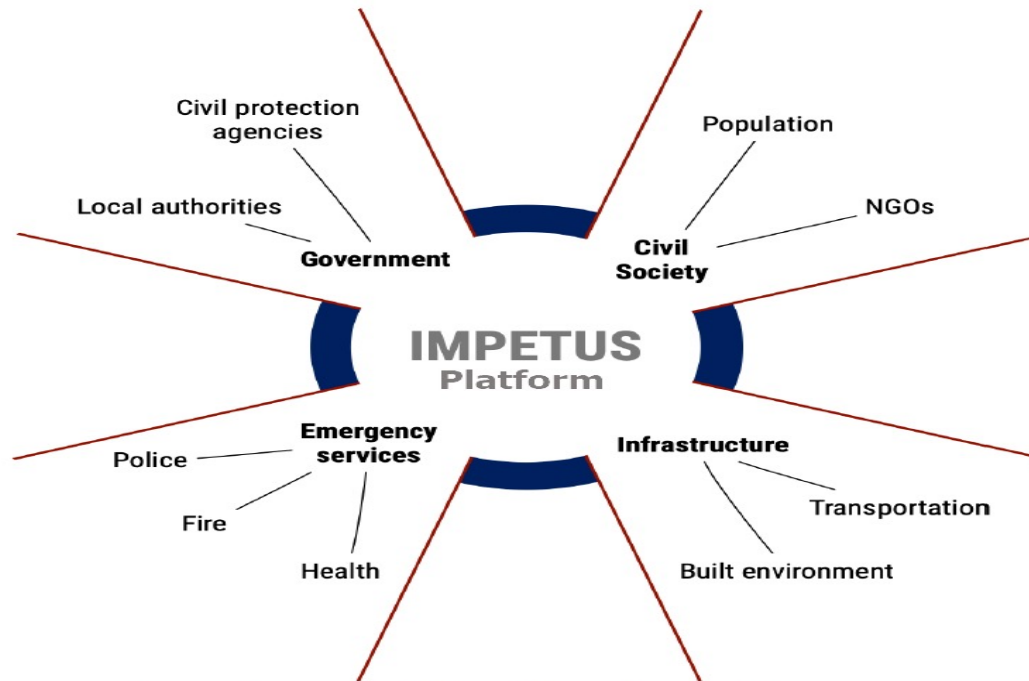 Civil protection
agencies
Local authorities
Government
Population
NGOs
Civil
Society
IMPETUS
Platform
Emergency
services
Police
Fire
Health
Infrastructure
Transportation
Built environment